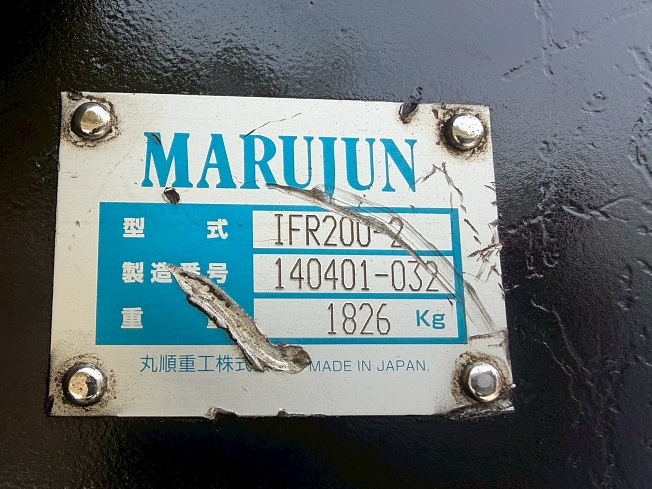 MARUJUN
型式 IFR200-2
製造番号 140401-032
重 1826 Kg
丸順重工株式 MADE IN JAPAN.